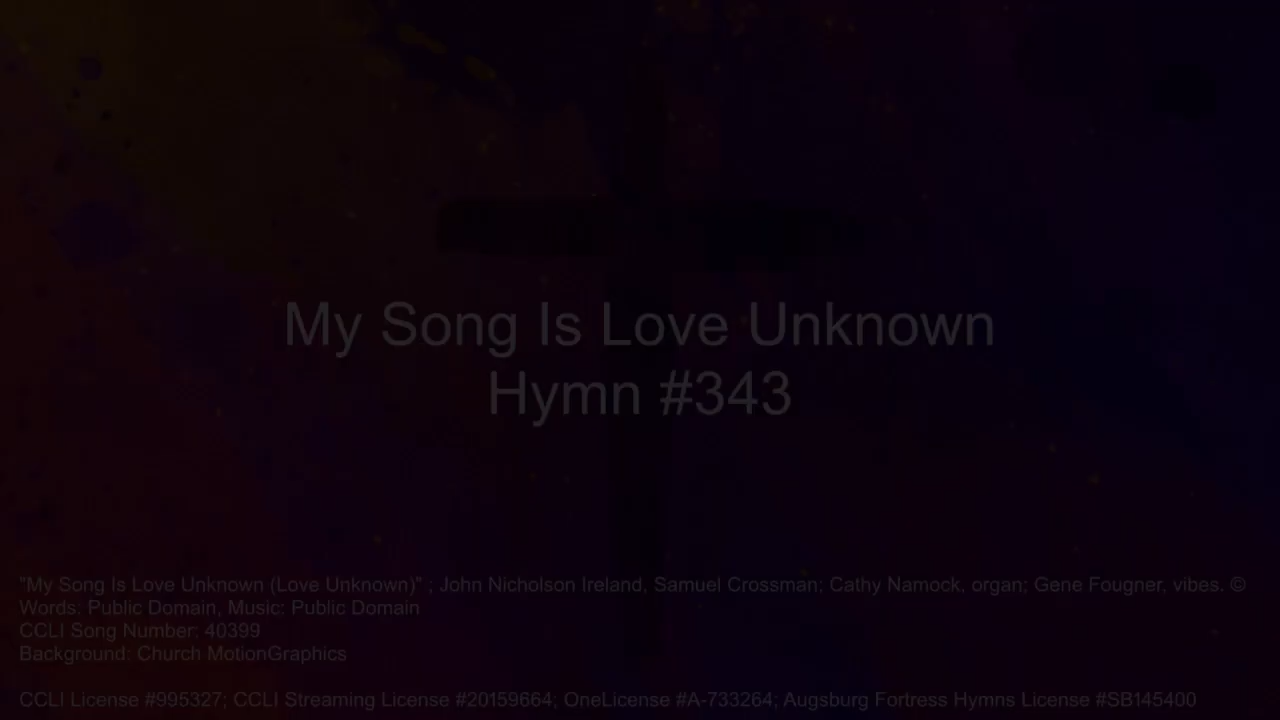 My Song Is Love Unknown
Hymn #343
"My Song Is Love Unknown (Love Unknown)" ; John Nicholson Ireland, Samuel Crossman; Cathy Namock, organ; Gene Fougner, vibes. ©
Words: Public Domain, Music: Public Domain
CCLI Song Number: 40399
Background: Church MotionGraphics
CCLI License #995327; CCLI Streaming License #20159664; OneLicense #A-733264; Augsburg Fortress Hymns License #SB145400